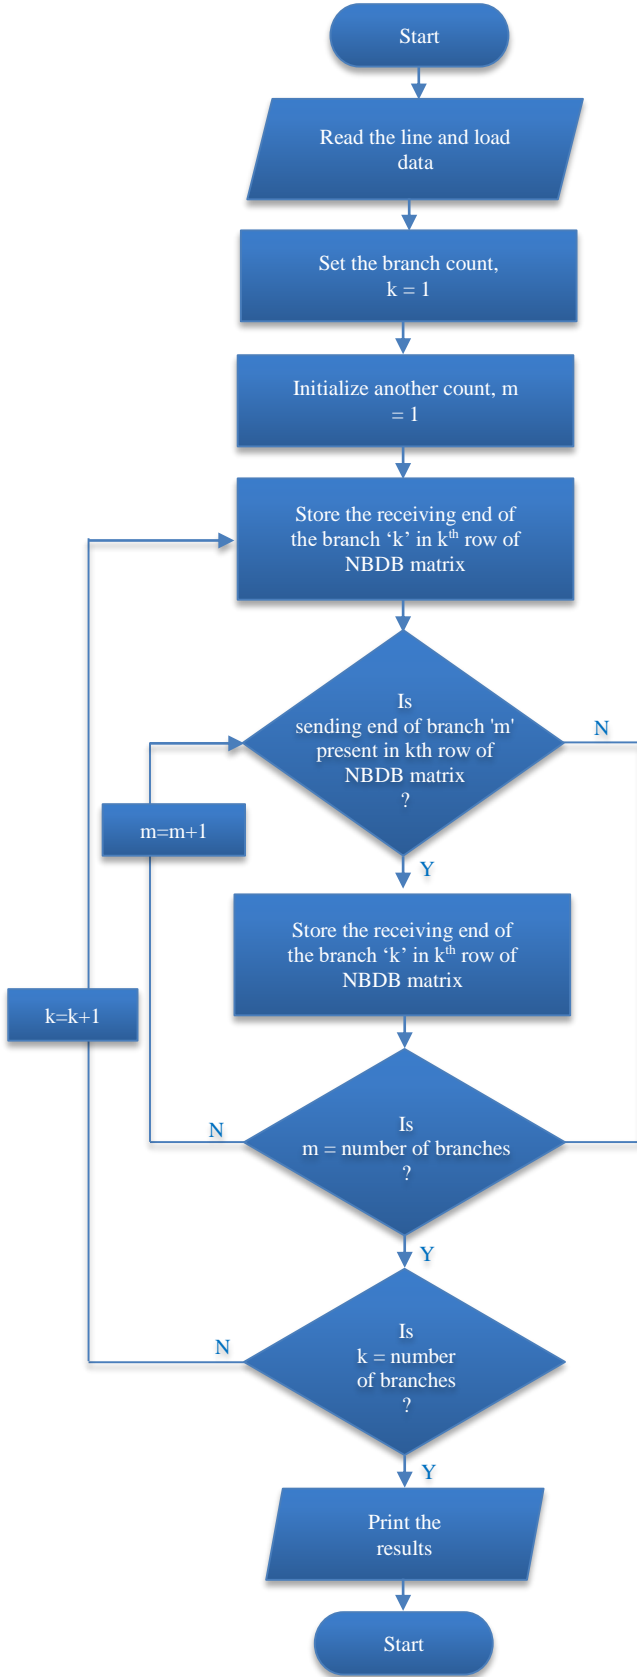 Start
Read the line and load
data
Set the branch count,
k = 1
Initialize another count, m
= 1
Store the receiving end of
the branch ‘k’ in kth row of
NBDB matrix
Is
sending end of branch 'm'
present in kth row of
NBDB matrix
?
N
m=m+1
Y
Store the receiving end of
the branch ‘k’ in kth row of
NBDB matrix
k=k+1
Is
m = number of branches
?
N
Y
Is
k = number
of branches
?
N
Y
Print the
results
Start